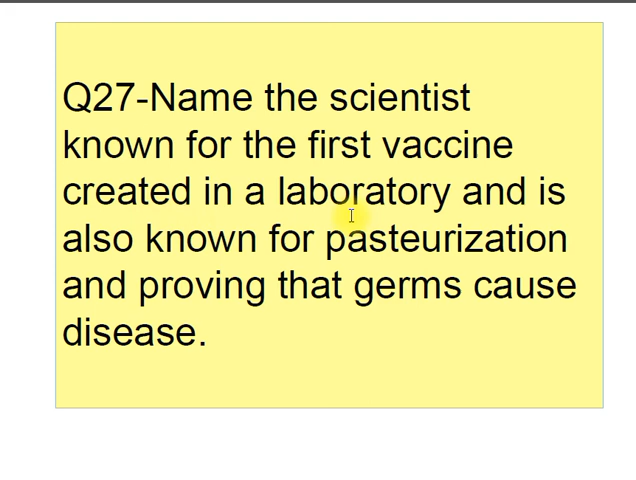 Q27-Name the scientist
known for the first vaccine
created in a laboratory and is
also known for pasteurization
and proving that germs cause
disease.